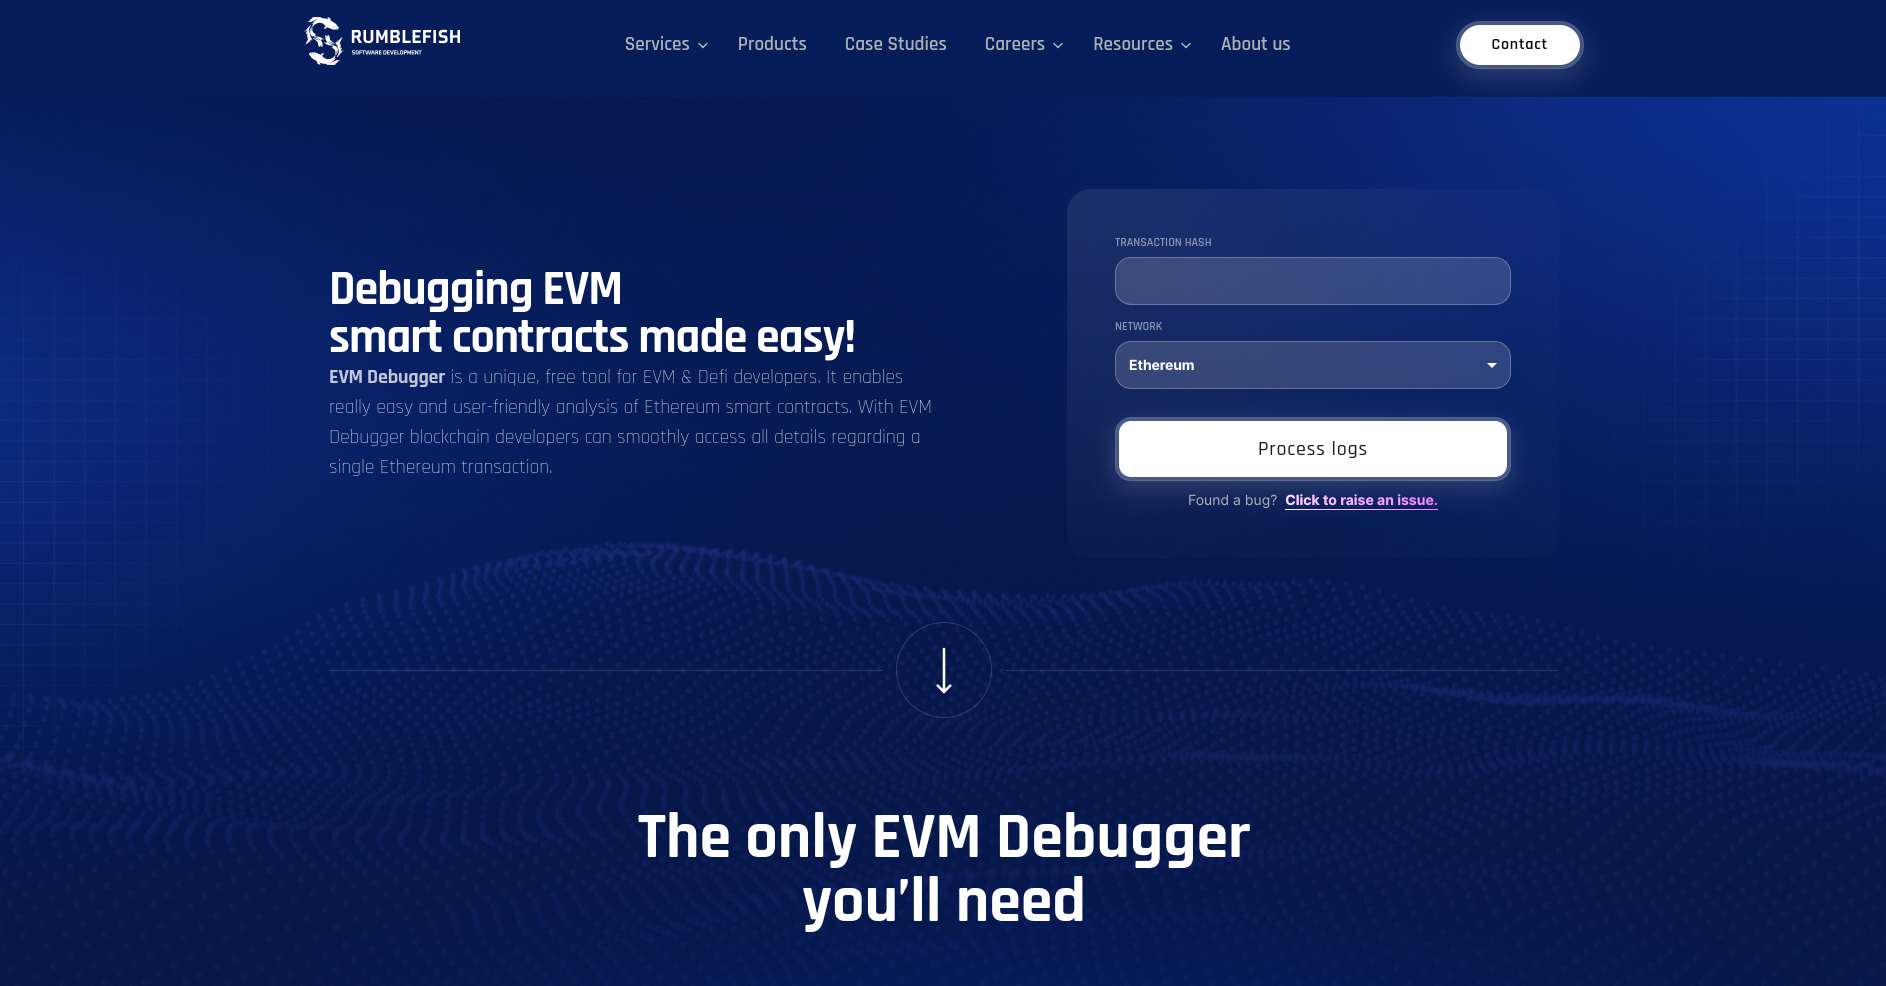 RUMBLEFISH
SOFTWARE DEVELOPMENT
Services
Products
Case Studies
Careers
Resources
About us
Contact
Debugging EVM
smart contracts made easy!
EVM Debugger is a unique, free tool for EVM & Defi developers. It enables
really easy and user-friendly analysis of Ethereum smart contracts. With EVM
Debugger blockchain developers can smoothly access all details regarding a
single Ethereum transaction.
TRANSACTION HASH
NETWORK
Ethereum
Process logs
Found a bug? Click to raise an issue.
The only EVM Debugger
you’ll need